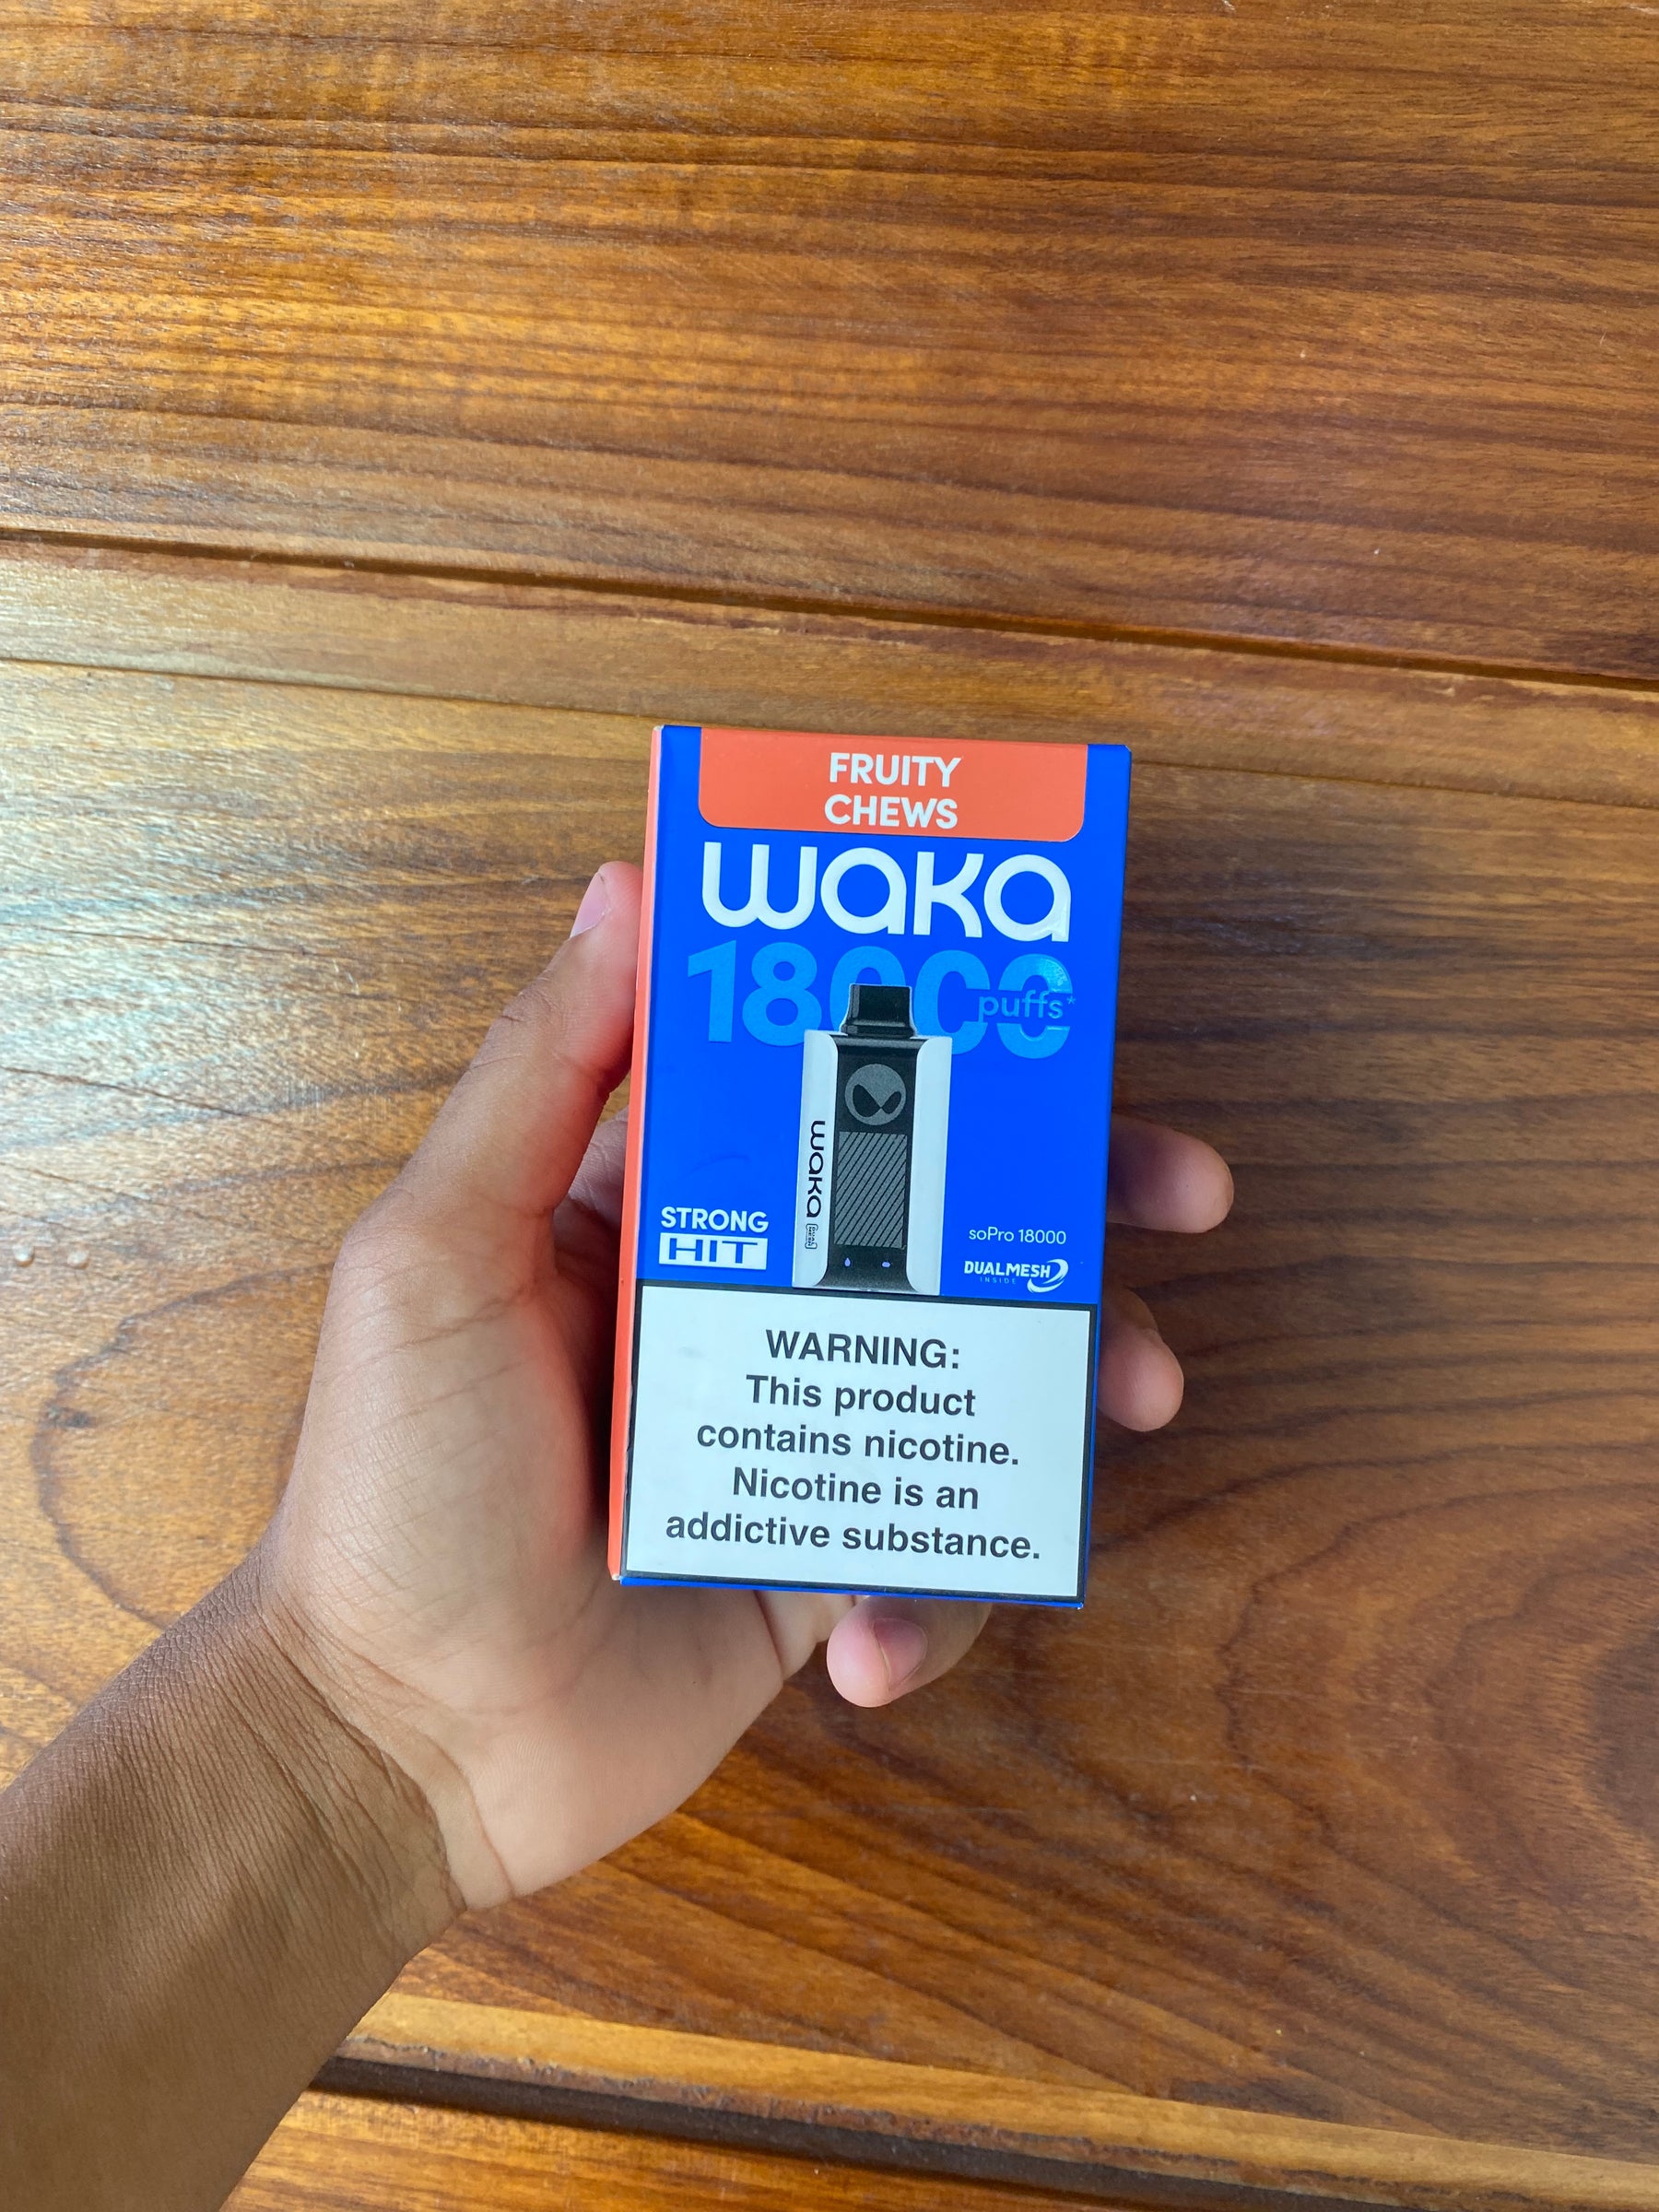 FRUITY
CHEWS
waka
18000
puffs*
waka
STRONG
HIT
soPro 18000
DUALMESH
INSIDE
WARNING:
This product
contains nicotine.
Nicotine is an
addictive substance.